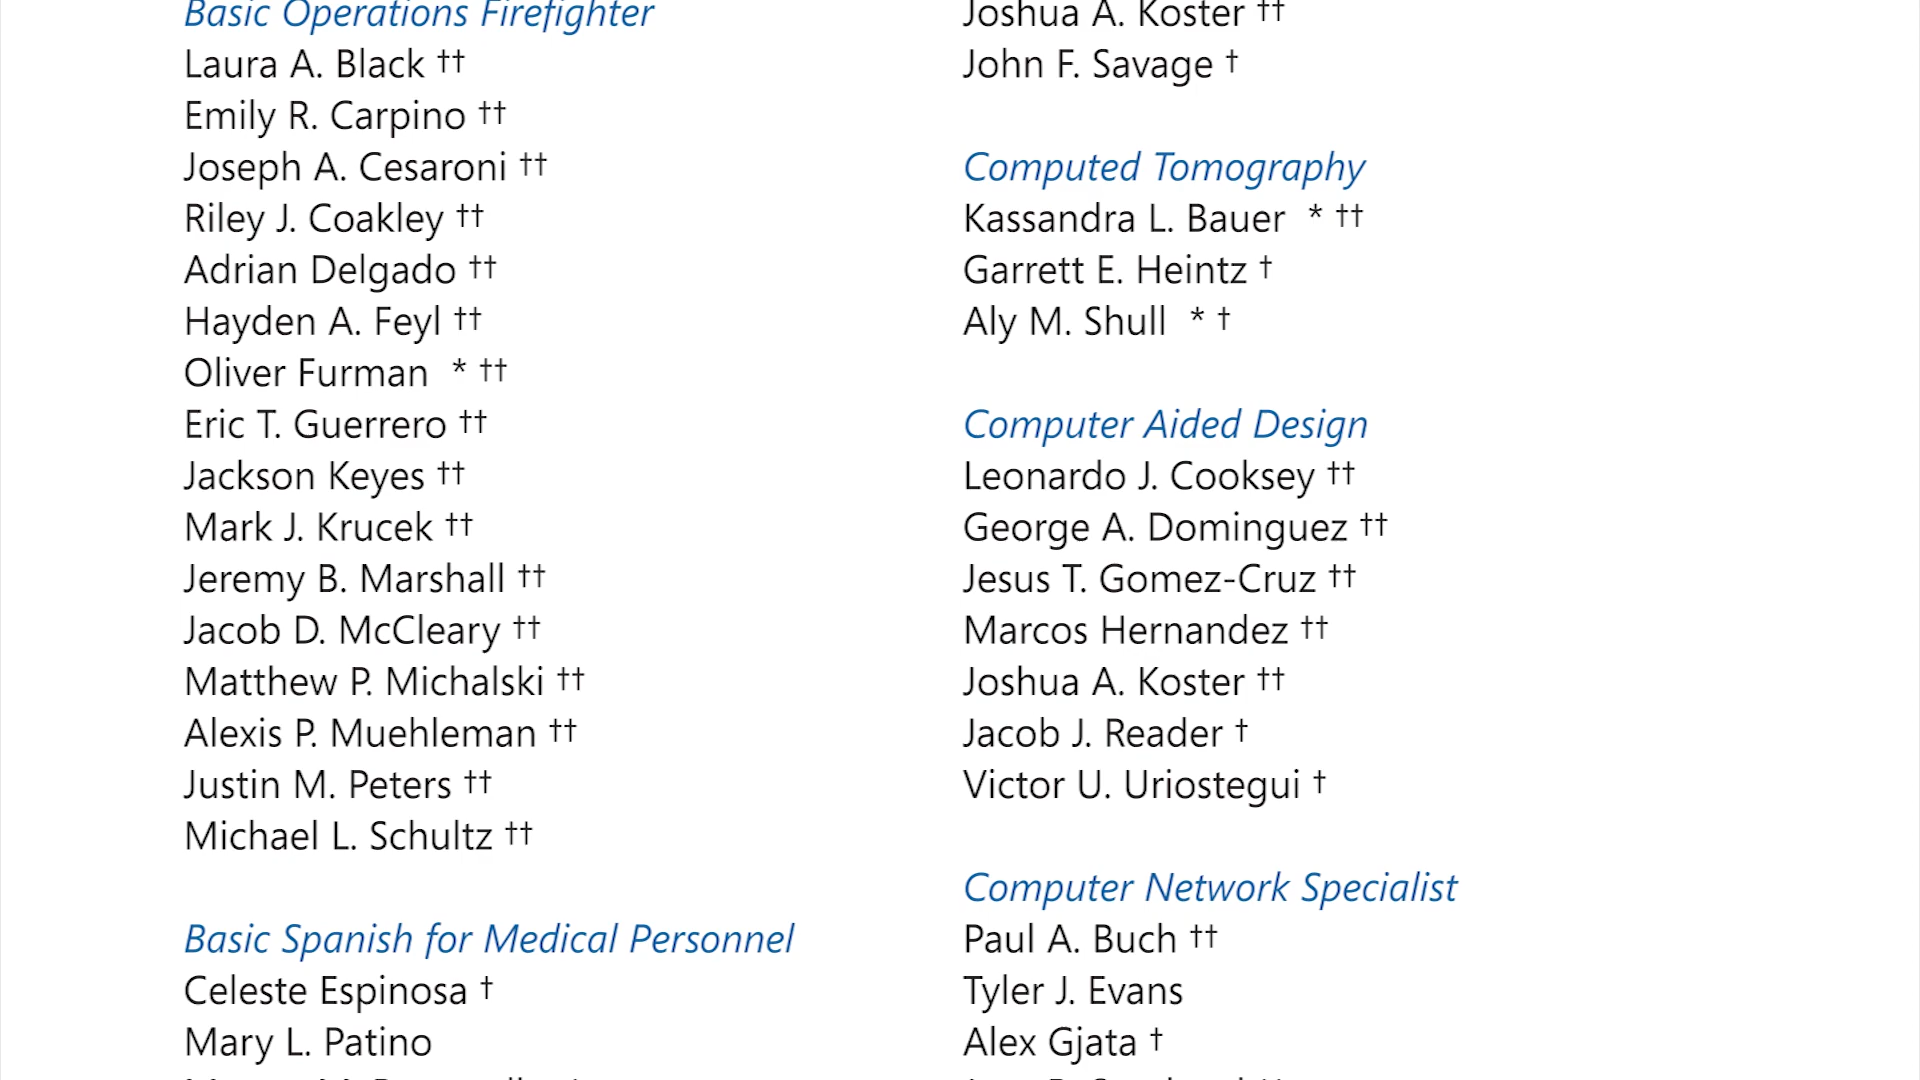 Basic Operations Firefighter
Laura A. Black ††
Emily R. Carpino ††
Joseph A. Cesaroni ††
Riley J. Coakley ††
Adrian Delgado ††
Hayden A. Feyl ††
Oliver Furman * ††
Eric T. Guerrero ††
Jackson Keyes ††
Mark J. Krucek ††
Jeremy B. Marshall ††
Jacob D. McCleary ††
Matthew P. Michalski ††
Alexis P. Muehleman ††
Justin M. Peters ††
Michael L. Schultz ††
Basic Spanish for Medical Personnel
Celeste Espinosa †
Mary L. Patino
Joshua A. Koster ††
John F. Savage †
Computed Tomography
Kassandra L. Bauer * ††
Garrett E. Heintz †
Aly M. Shull * †
Computer Aided Design
Leonardo J. Cooksey ††
George A. Dominguez ††
Jesus T. Gomez-Cruz ††
Marcos Hernandez ††
Joshua A. Koster ††
Jacob J. Reader †
Victor U. Uriostegui †
Computer Network Specialist
Paul A. Buch ††
Tyler J. Evans
Alex Gjata †